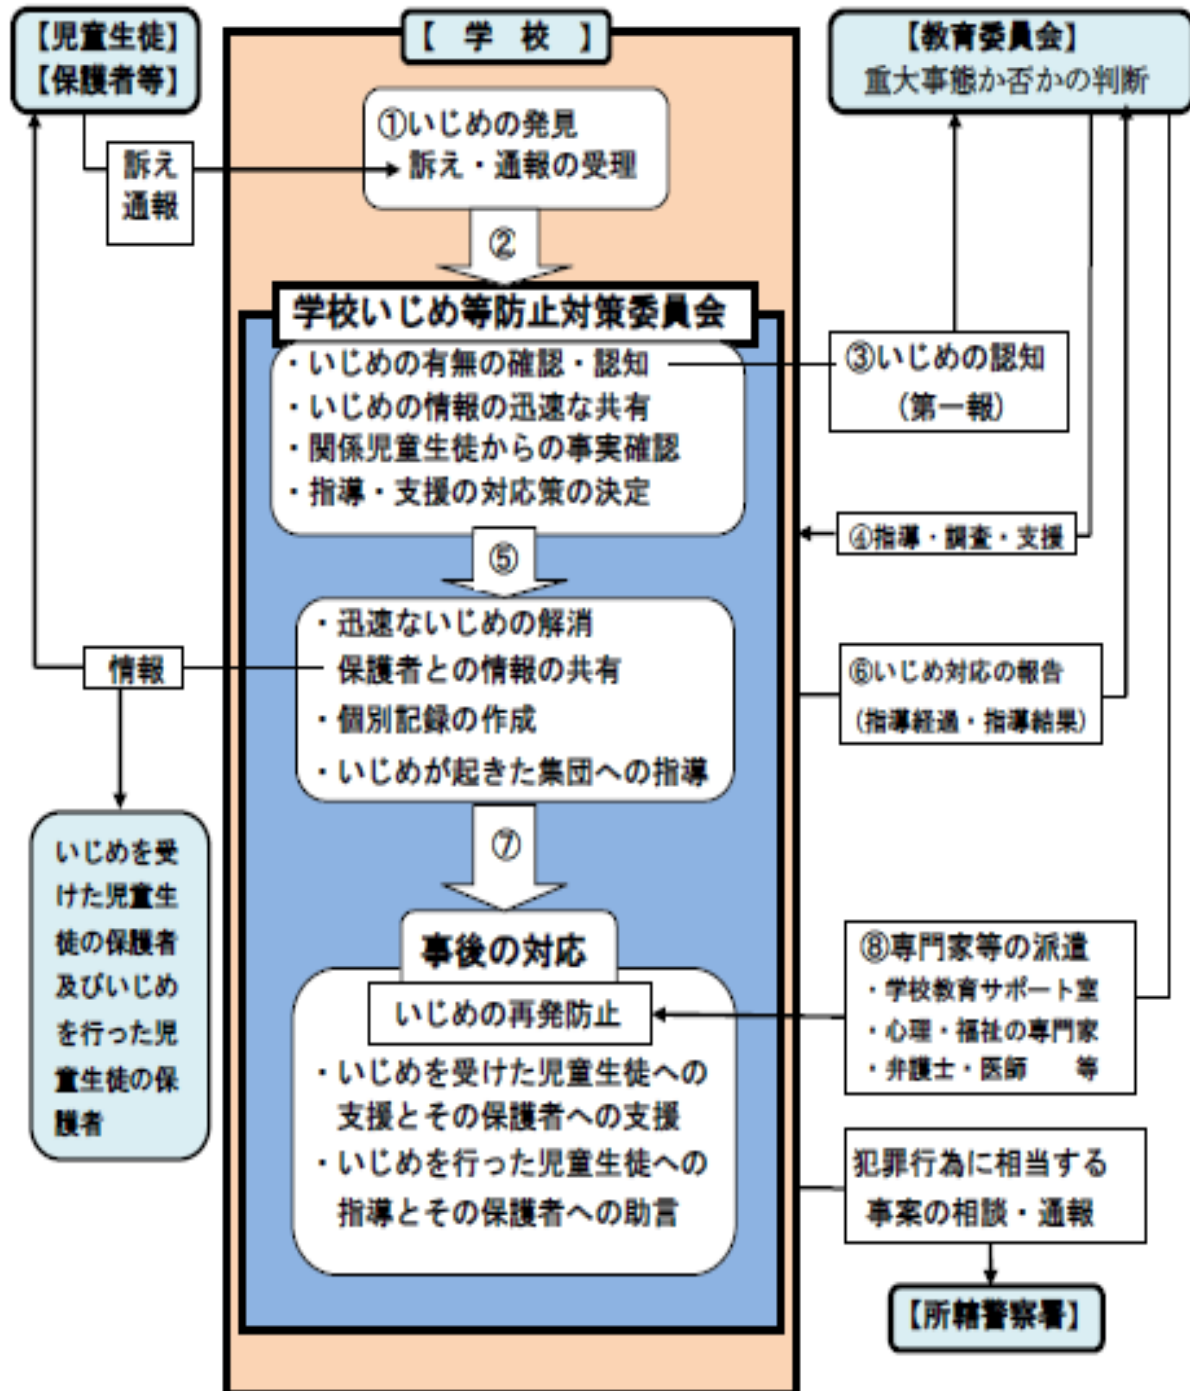 【児童生徒】
【保護者等】
【 学 校 】
【教育委員会】
重大事態か否かの判断
訴え
通報
①いじめの発見
訴え・通報の受理
②
学校いじめ等防止対策委員会
・いじめの有無の確認・認知
・いじめの情報の迅速な共有
・関係児童生徒からの事実確認
・指導・支援の対応策の決定
③いじめの認知
(第一報)
④指導・調査・支援
⑤
・迅速ないじめの解消
保護者との情報の共有
・個別記録の作成
・いじめが起きた集団への指導
情報
⑥いじめ対応の報告
(指導経過・指導結果)
いじめを受
けた児童生
徒の保護者
及びいじめ
を行った児
童生徒の保
護者
⑦
事後の対応
いじめの再発防止
・いじめを受けた児童生徒への
支援とその保護者への支援
・いじめを行った児童生徒への
指導とその保護者への助言
⑧専門家等の派遣
・学校教育サポート室
・心理・福祉の専門家
・弁護士・医師 等
犯罪行為に相当する
事案の相談・通報
【所轄警察署】